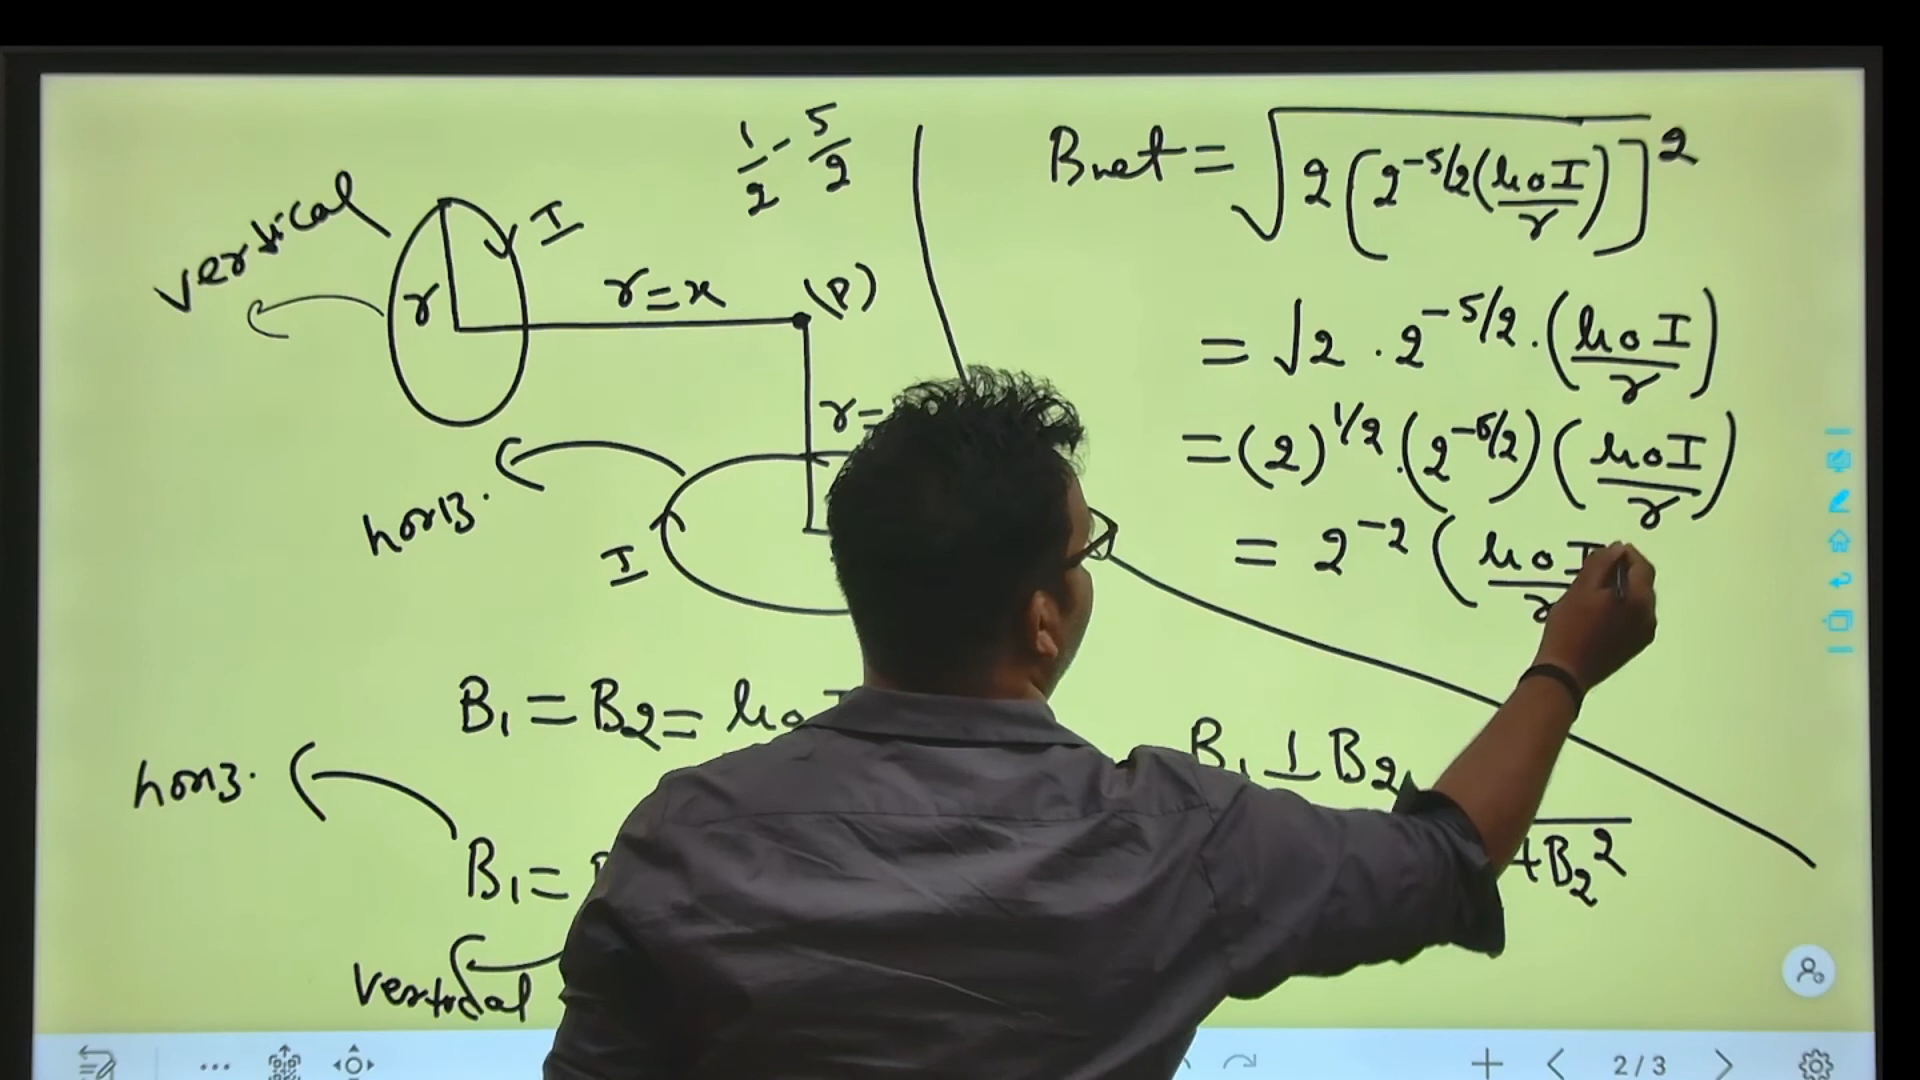 1/2 - 5/2
vertical
I
r
r = x
(P)
r =
horiz.
I
B₁ = B₂ = μ₀ I
horiz.
B₁ =
vertical
Bnet = √2[2^-5/2(μ₀I/r)]²
= √2 · 2^-5/2 · (μ₀I/r)
= (2)^1/2 · (2^-5/2)(μ₀I/r)
= 2^-2 (μ₀I/r
B₁ ⊥ B₂
+B₂²
2/3